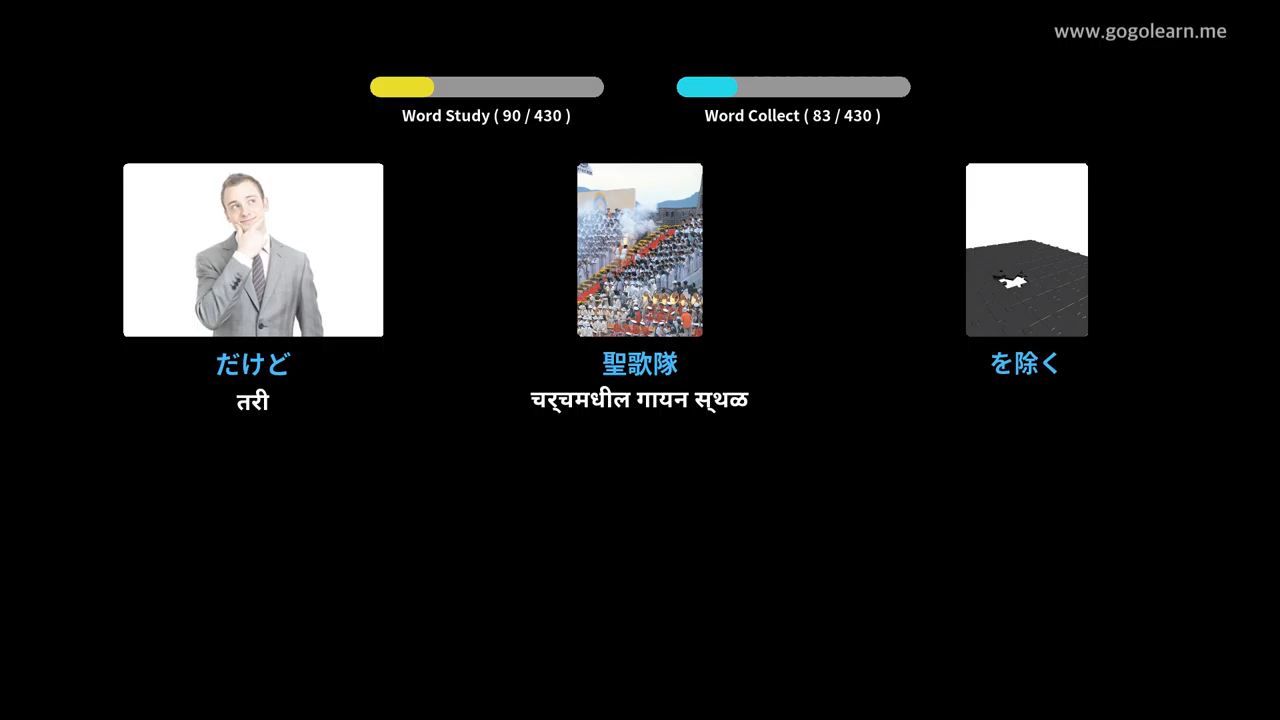 www.gogolearn.me
Word Study ( 90 / 430 )
Word Collect ( 83 / 430 )
だけど
तरी
聖歌隊
चर्चमधील गायन स्थळ
を除く